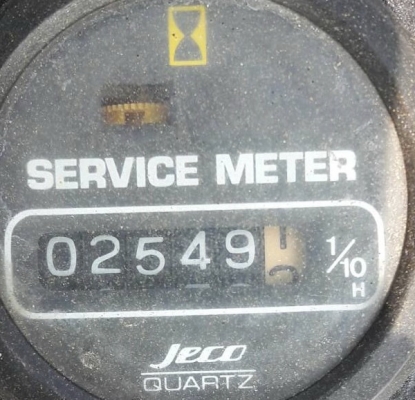 SERVICE METER
02549 1/10
H
Jeco
QUARTZ